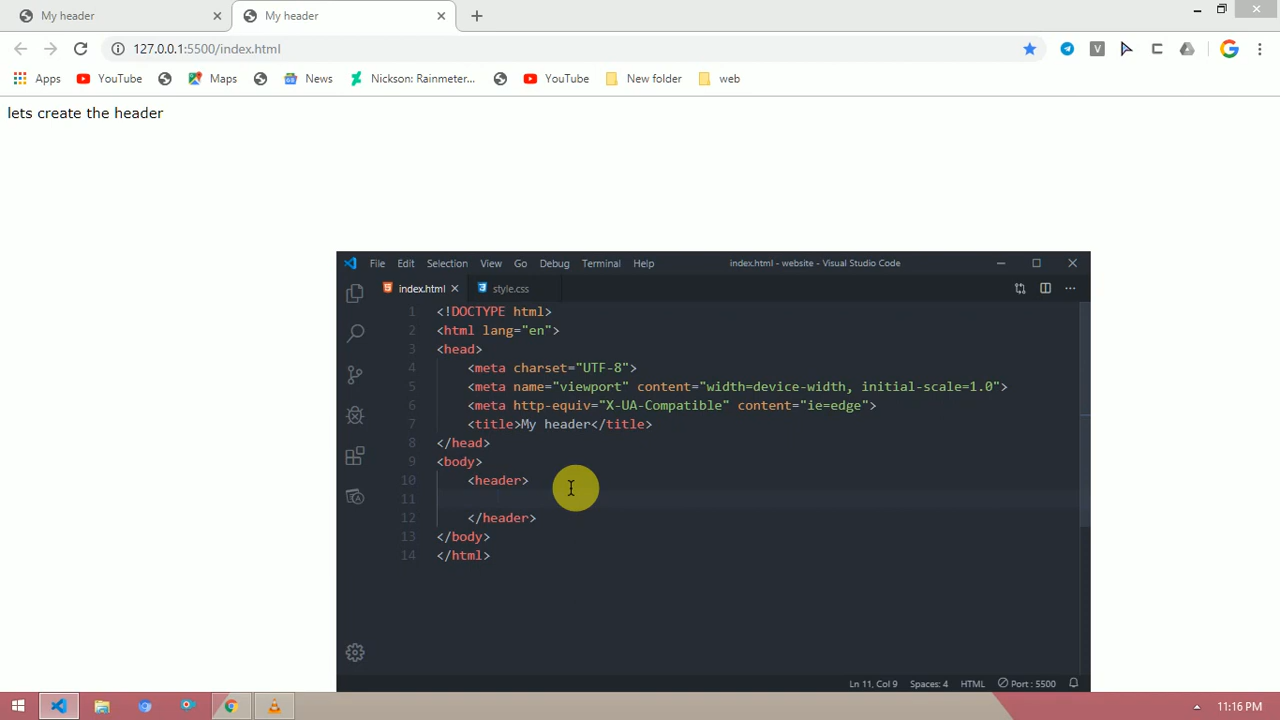 My header
My header
127.0.0.1:5500/index.html
Apps YouTube Maps News Nickson: Rainmeter... YouTube New folder web
lets create the header
File Edit Selection View Go Debug Terminal Help index.html - website - Visual Studio Code
index.html style.css
1 <!DOCTYPE html>
2 <html lang="en">
3 <head>
4 <meta charset="UTF-8">
5 <meta name="viewport" content="width=device-width, initial-scale=1.0">
6 <meta http-equiv="X-UA-Compatible" content="ie=edge">
7 <title>My header</title>
8 </head>
9 <body>
10 <header>
11
12 </header>
13 </body>
14 </html>
Ln 11, Col 9 Spaces: 4 HTML Port : 5500
11:16 PM